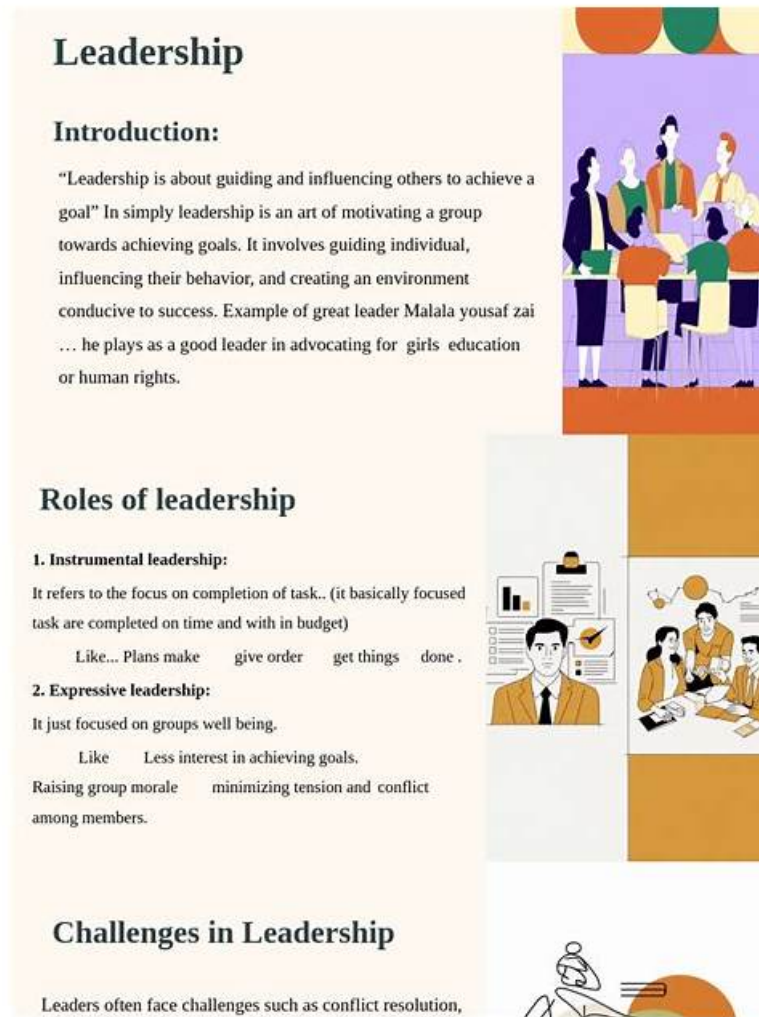 Leadership
Introduction:
“Leadership is about guiding and influencing others to achieve a
goal” In simply leadership is an art of motivating a group
towards achieving goals. It involves guiding individual,
influencing their behavior, and creating an environment
conducive to success. Example of great leader Malala yousaf zai
… he plays as a good leader in advocating for girls education
or human rights.
Roles of leadership
1. Instrumental leadership:
It refers to the focus on completion of task.. (it basically focused
task are completed on time and with in budget)
Like... Plans make give order get things done .
2. Expressive leadership:
It just focused on groups well being.
Like Less interest in achieving goals.
Raising group morale minimizing tension and conflict
among members.
Challenges in Leadership
Leaders often face challenges such as conflict resolution,